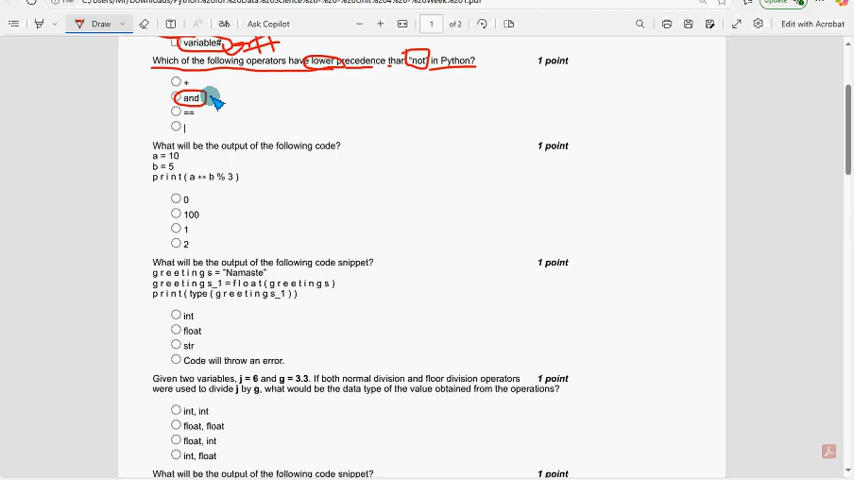 C:/Users/Mr/Downloads/Python
Draw
Ask Copilot
1
of 2
Edit with Acrobat
variable#
Which of the following operators have lower precedence than "not" in Python?
1 point
+
and
==
|
What will be the output of the following code?
1 point
a = 10
b = 5
print ( a ** b % 3 )
0
100
1
2
What will be the output of the following code snippet?
1 point
greetings = "Namaste"
greetings_1 = float ( greetings )
print ( type ( greetings_1 ) )
int
float
str
Code will throw an error.
Given two variables, j = 6 and g = 3.3. If both normal division and floor division operators
1 point
were used to divide j by g, what would be the data type of the value obtained from the operations?
int, int
float, float
float, int
int, float
What will be the output of the following code snippet?
1 point